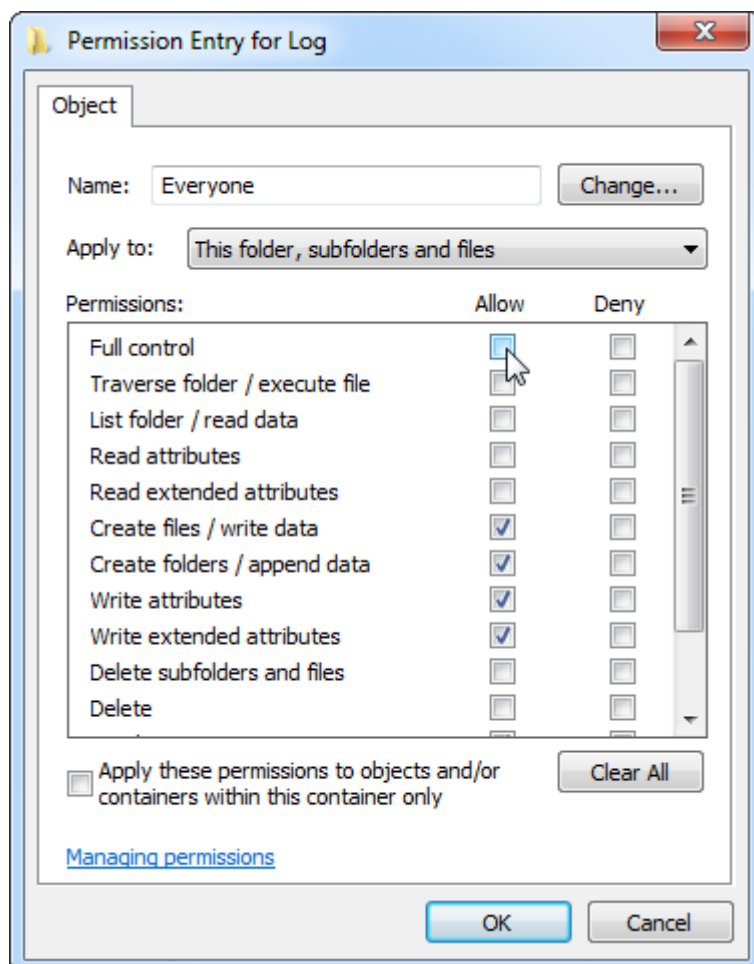 Permission Entry for Log
Object
Name: Everyone Change...
Apply to: This folder, subfolders and files
Permissions: Allow Deny
Full control
Traverse folder / execute file
List folder / read data
Read attributes
Read extended attributes
Create files / write data
Create folders / append data
Write attributes
Write extended attributes
Delete subfolders and files
Delete
Apply these permissions to objects and/or
containers within this container only
Clear All
Managing permissions
OK Cancel